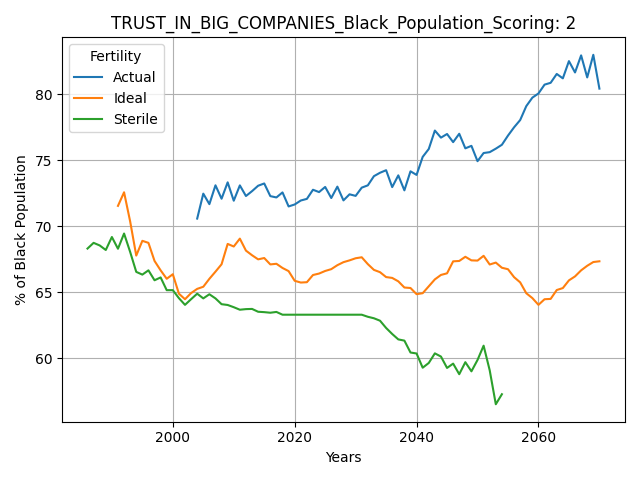 TRUST_IN_BIG_COMPANIES_Black_Population_Scoring: 2
Fertility
Actual
Ideal
Sterile
% of Black Population
80
75
70
65
60
2000 2020 2040 2060
Years